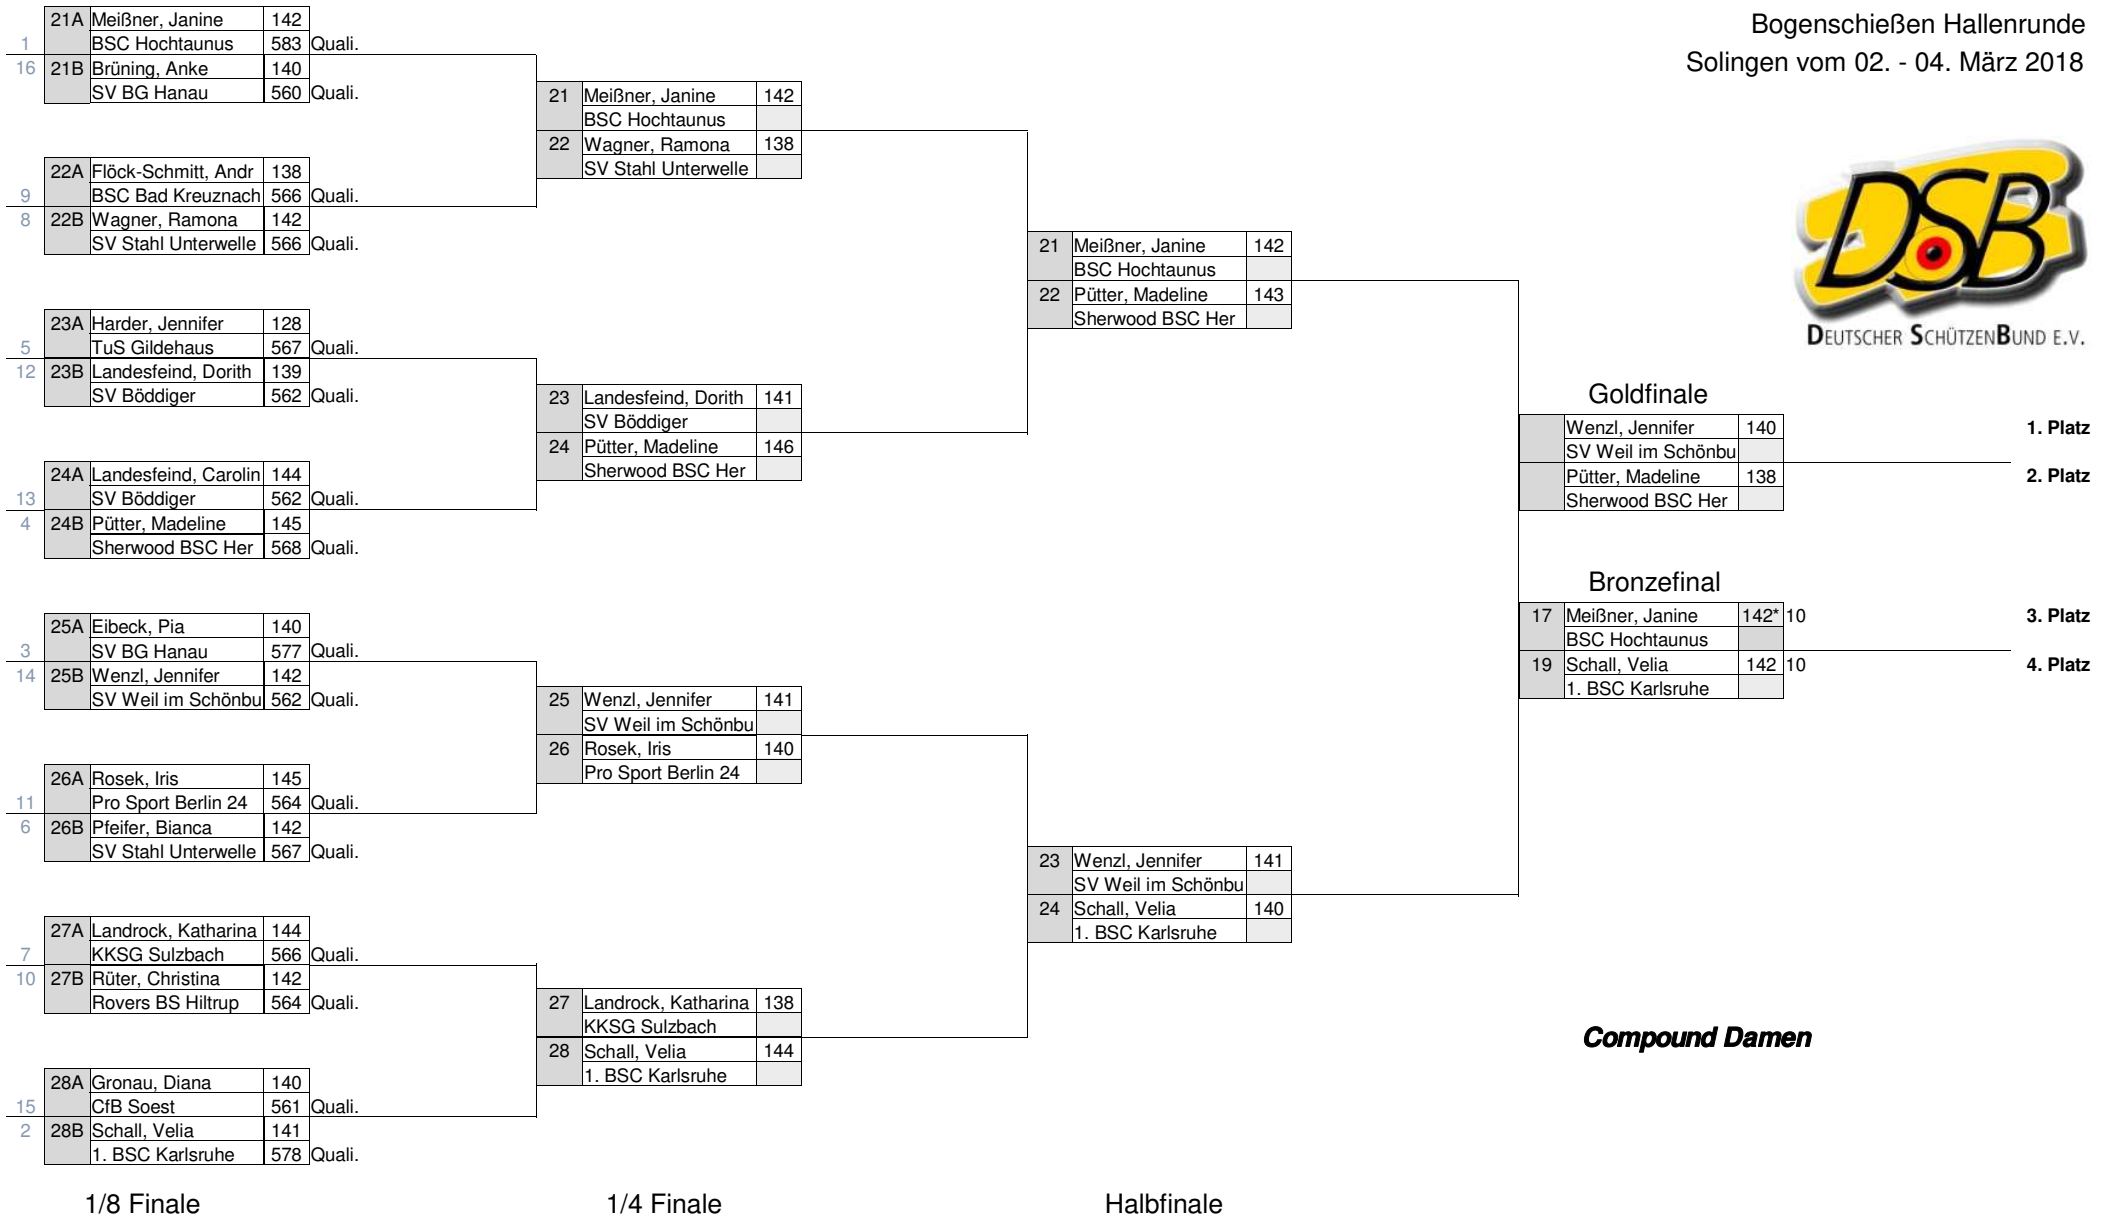 Bogenschießen Hallenrunde
Solingen vom 02. - 04. März 2018
DSB
DEUTSCHER SCHÜTZENBUND E.V.
21A Meißner, Janine 142
1 BSC Hochtaunus 583 Quali.
16 21B Brüning, Anke 140
SV BG Hanau 560 Quali.
22A Flöck-Schmitt, Andr 138
9 BSC Bad Kreuznach 566 Quali.
8 22B Wagner, Ramona 142
SV Stahl Unterwelle 566 Quali.
23A Harder, Jennifer 128
5 TuS Gildehaus 567 Quali.
12 23B Landesfeind, Dorith 139
SV Böddiger 562 Quali.
24A Landesfeind, Carolin 144
13 SV Böddiger 562 Quali.
4 24B Pütter, Madeline 145
Sherwood BSC Her 568 Quali.
25A Eibeck, Pia 140
3 SV BG Hanau 577 Quali.
14 25B Wenzl, Jennifer 142
SV Weil im Schönbu 562 Quali.
26A Rosek, Iris 145
11 Pro Sport Berlin 24 564 Quali.
6 26B Pfeifer, Bianca 142
SV Stahl Unterwelle 567 Quali.
27A Landrock, Katharina 144
7 KKSG Sulzbach 566 Quali.
10 27B Rüter, Christina 142
Rovers BS Hiltrup 564 Quali.
28A Gronau, Diana 140
15 CfB Soest 561 Quali.
2 28B Schall, Velia 141
1. BSC Karlsruhe 578 Quali.
1/8 Finale
21 Meißner, Janine 142
BSC Hochtaunus
22 Wagner, Ramona 138
SV Stahl Unterwelle
23 Landesfeind, Dorith 141
SV Böddiger
24 Pütter, Madeline 146
Sherwood BSC Her
25 Wenzl, Jennifer 141
SV Weil im Schönbu
26 Rosek, Iris 140
Pro Sport Berlin 24
27 Landrock, Katharina 138
KKSG Sulzbach
28 Schall, Velia 144
1. BSC Karlsruhe
1/4 Finale
21 Meißner, Janine 142
BSC Hochtaunus
22 Pütter, Madeline 143
Sherwood BSC Her
23 Wenzl, Jennifer 141
SV Weil im Schönbu
24 Schall, Velia 140
1. BSC Karlsruhe
Halbfinale
Goldfinale
Wenzl, Jennifer 140 1. Platz
SV Weil im Schönbu
Pütter, Madeline 138 2. Platz
Sherwood BSC Her
Bronzefinal
17 Meißner, Janine 142* 10 3. Platz
BSC Hochtaunus
19 Schall, Velia 142 10 4. Platz
1. BSC Karlsruhe
Compound Damen